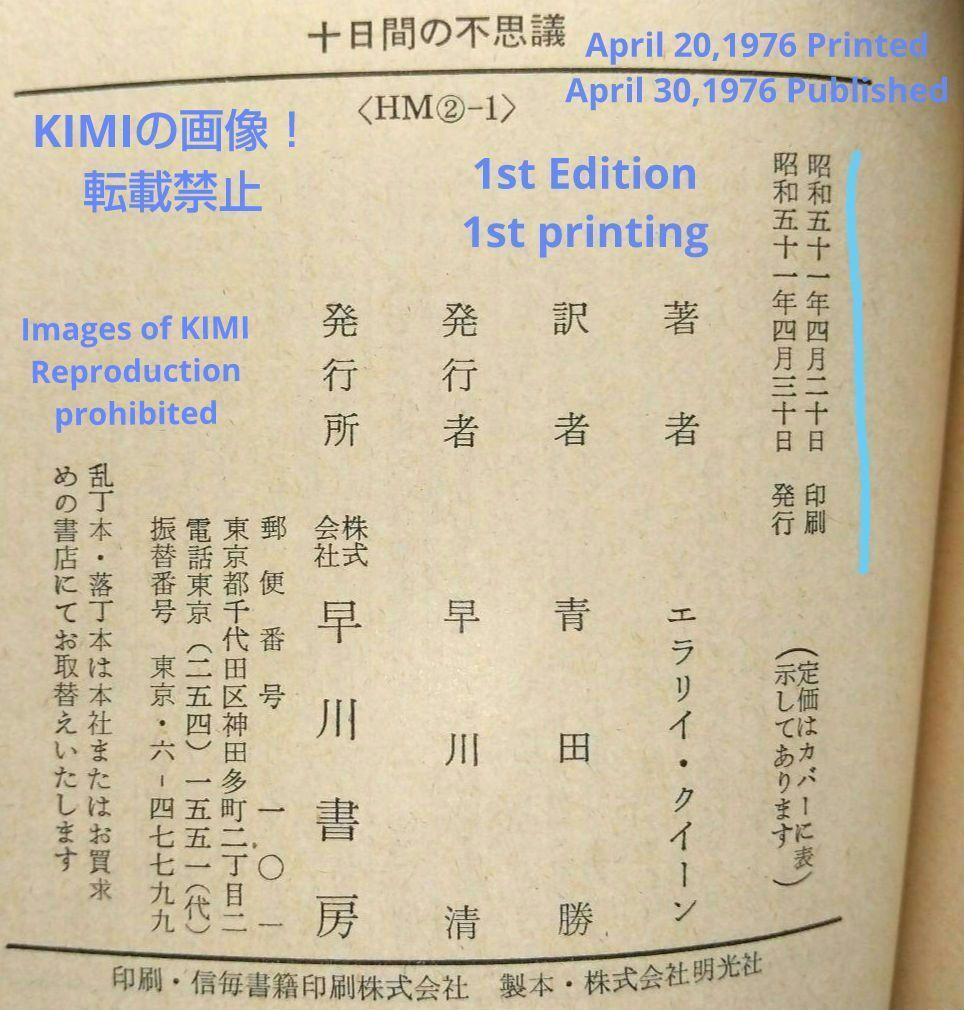 十日間の不思議
April 20,1976 Printed
April 30,1976 Published
〈HM②-1〉
KIMIの画像！
転載禁止
1st Edition
1st printing
Images of KIMI
Reproduction
prohibited
昭和五十一年四月二十日　印刷
昭和五十一年四月三十日　発行
（定価はカバーに表
示してあります）
著者　エラリイ・クイーン
訳者　青田勝
発行者　早川清
発行所　株式会社　早川書房
郵便番号　一〇一
東京都千代田区神田多町二丁目二
電話東京（二五四）一五五一（代）
振替番号　東京・六-四七七九九
乱丁本・落丁本は本社またはお買求
めの書店にてお取替えいたします
印刷・信毎書籍印刷株式会社　製本・株式会社明光社